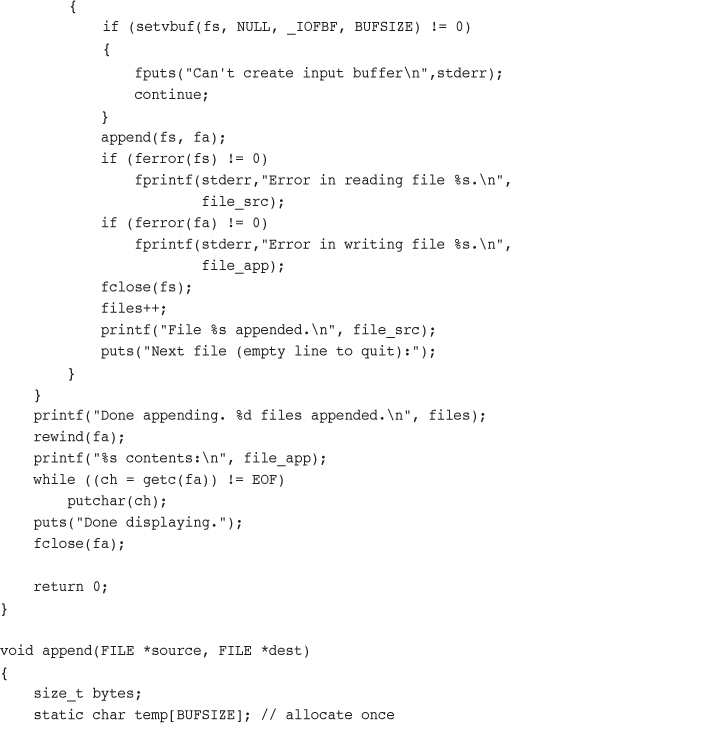 {
if (setvbuf(fs, NULL, _IOFBF, BUFSIZE) != 0)
{
fputs("Can't create input buffer\n",stderr);
continue;
}
append(fs, fa);
if (ferror(fs) != 0)
fprintf(stderr,"Error in reading file %s.\n",
file_src);
if (ferror(fa) != 0)
fprintf(stderr,"Error in writing file %s.\n",
file_app);
fclose(fs);
files++;
printf("File %s appended.\n", file_src);
puts("Next file (empty line to quit):");
}
}
printf("Done appending. %d files appended.\n", files);
rewind(fa);
printf("%s contents:\n", file_app);
while ((ch = getc(fa)) != EOF)
putchar(ch);
puts("Done displaying.");
fclose(fa);
return 0;
}
void append(FILE *source, FILE *dest)
{
size_t bytes;
static char temp[BUFSIZE]; // allocate once